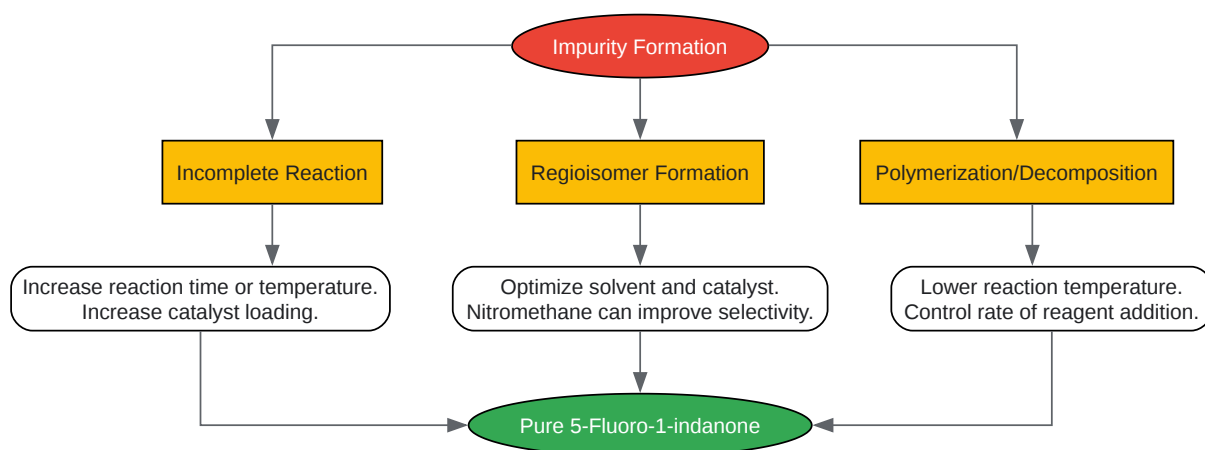 Impurity Formation
Incomplete Reaction
Regioisomer Formation
Polymerization/Decomposition
Increase reaction time or temperature.
Increase catalyst loading.
Optimize solvent and catalyst.
Nitromethane can improve selectivity.
Lower reaction temperature.
Control rate of reagent addition.
Pure 5-Fluoro-1-indanone